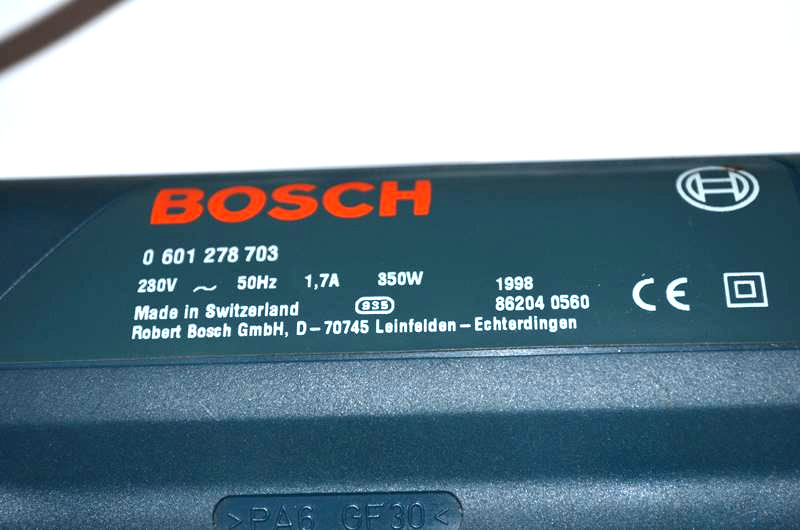 BOSCH
0 601 278 703
230V ~ 50Hz 1,7A 350W 1998
Made in Switzerland 935 86204 0560
Robert Bosch GmbH, D-70745 Leinfelden-Echterdingen
CE
>PA6 GF30<